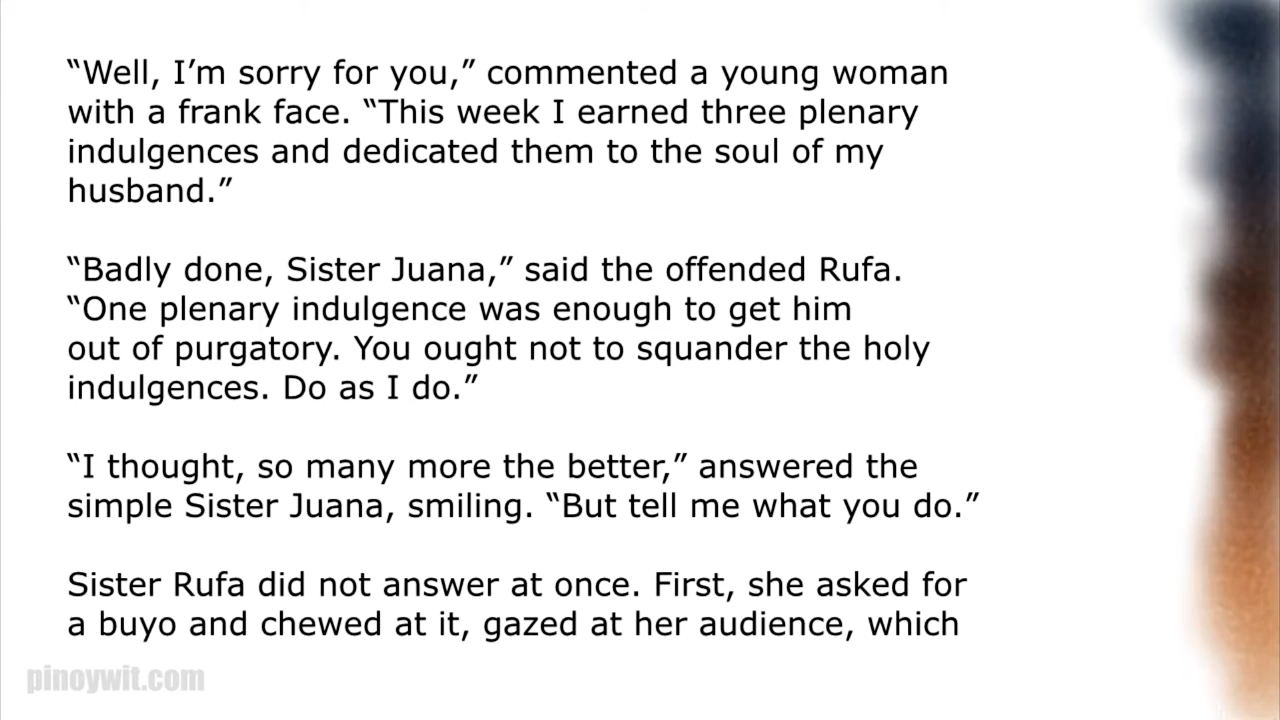 “Well, I’m sorry for you,” commented a young woman
with a frank face. “This week I earned three plenary
indulgences and dedicated them to the soul of my
husband.”
“Badly done, Sister Juana,” said the offended Rufa.
“One plenary indulgence was enough to get him
out of purgatory. You ought not to squander the holy
indulgences. Do as I do.”
“I thought, so many more the better,” answered the
simple Sister Juana, smiling. “But tell me what you do.”
Sister Rufa did not answer at once. First, she asked for
a buyo and chewed at it, gazed at her audience, which
pinoywit.com